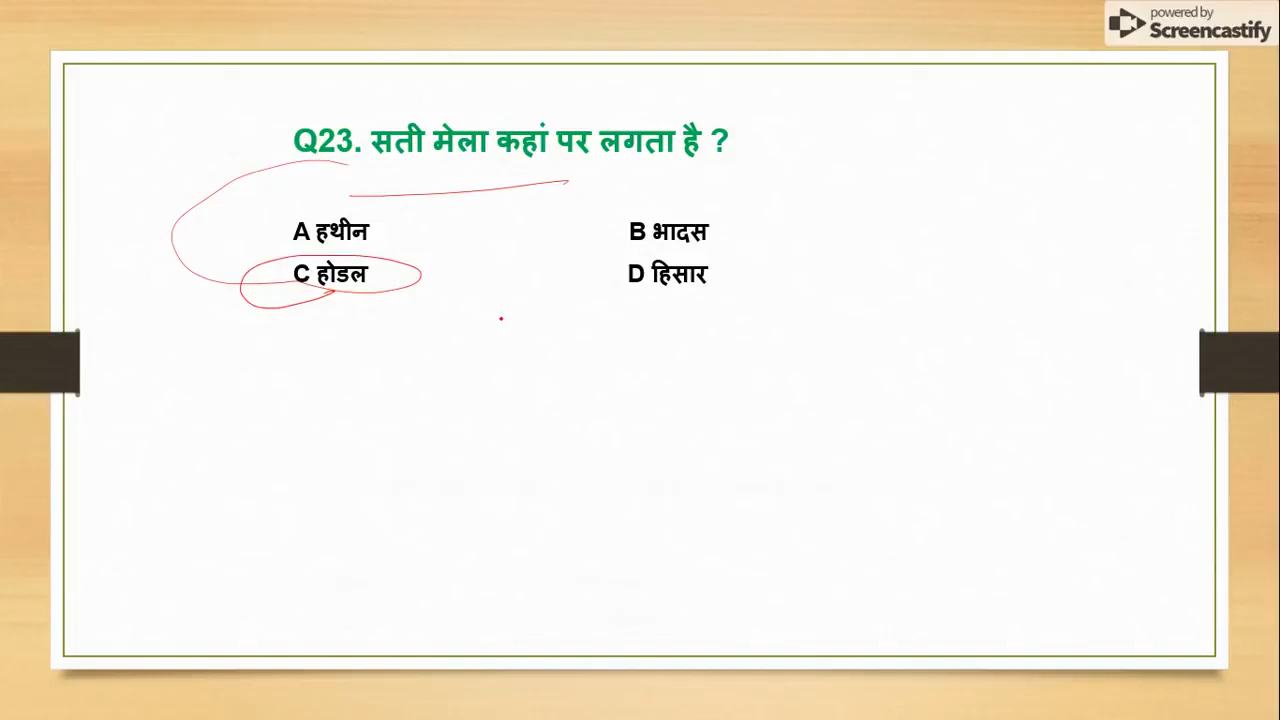 powered by
Screencastify
Q23. सती मेला कहां पर लगता है ?
A हथीन B भादस
C होडल D हिसार